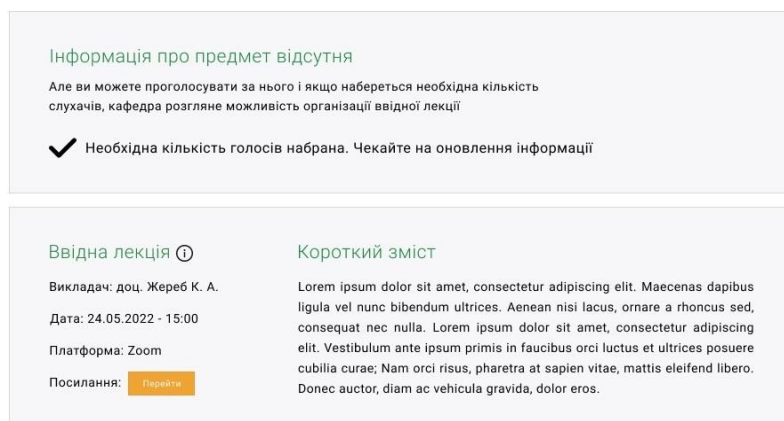 Інформація про предмет відсутня
Але ви можете проголосувати за нього і якщо набереться необхідна кількість
слухачів, кафедра розгляне можливість організації ввідної лекції
Необхідна кількість голосів набрана. Чекайте на оновлення інформації
Ввідна лекція
Викладач: доц. Жереб К. А.
Дата: 24.05.2022 - 15:00
Платформа: Zoom
Посилання: Перейти
Короткий зміст
Lorem ipsum dolor sit amet, consectetur adipiscing elit. Maecenas dapibus
ligula vel nunc bibendum ultrices. Aenean nisi lacus, ornare a rhoncus sed,
consequat nec nulla. Lorem ipsum dolor sit amet, consectetur adipiscing
elit. Vestibulum ante ipsum primis in faucibus orci luctus et ultrices posuere
cubilia curae; Nam orci risus, pharetra at sapien vitae, mattis eleifend libero.
Donec auctor, diam ac vehicula gravida, dolor eros.